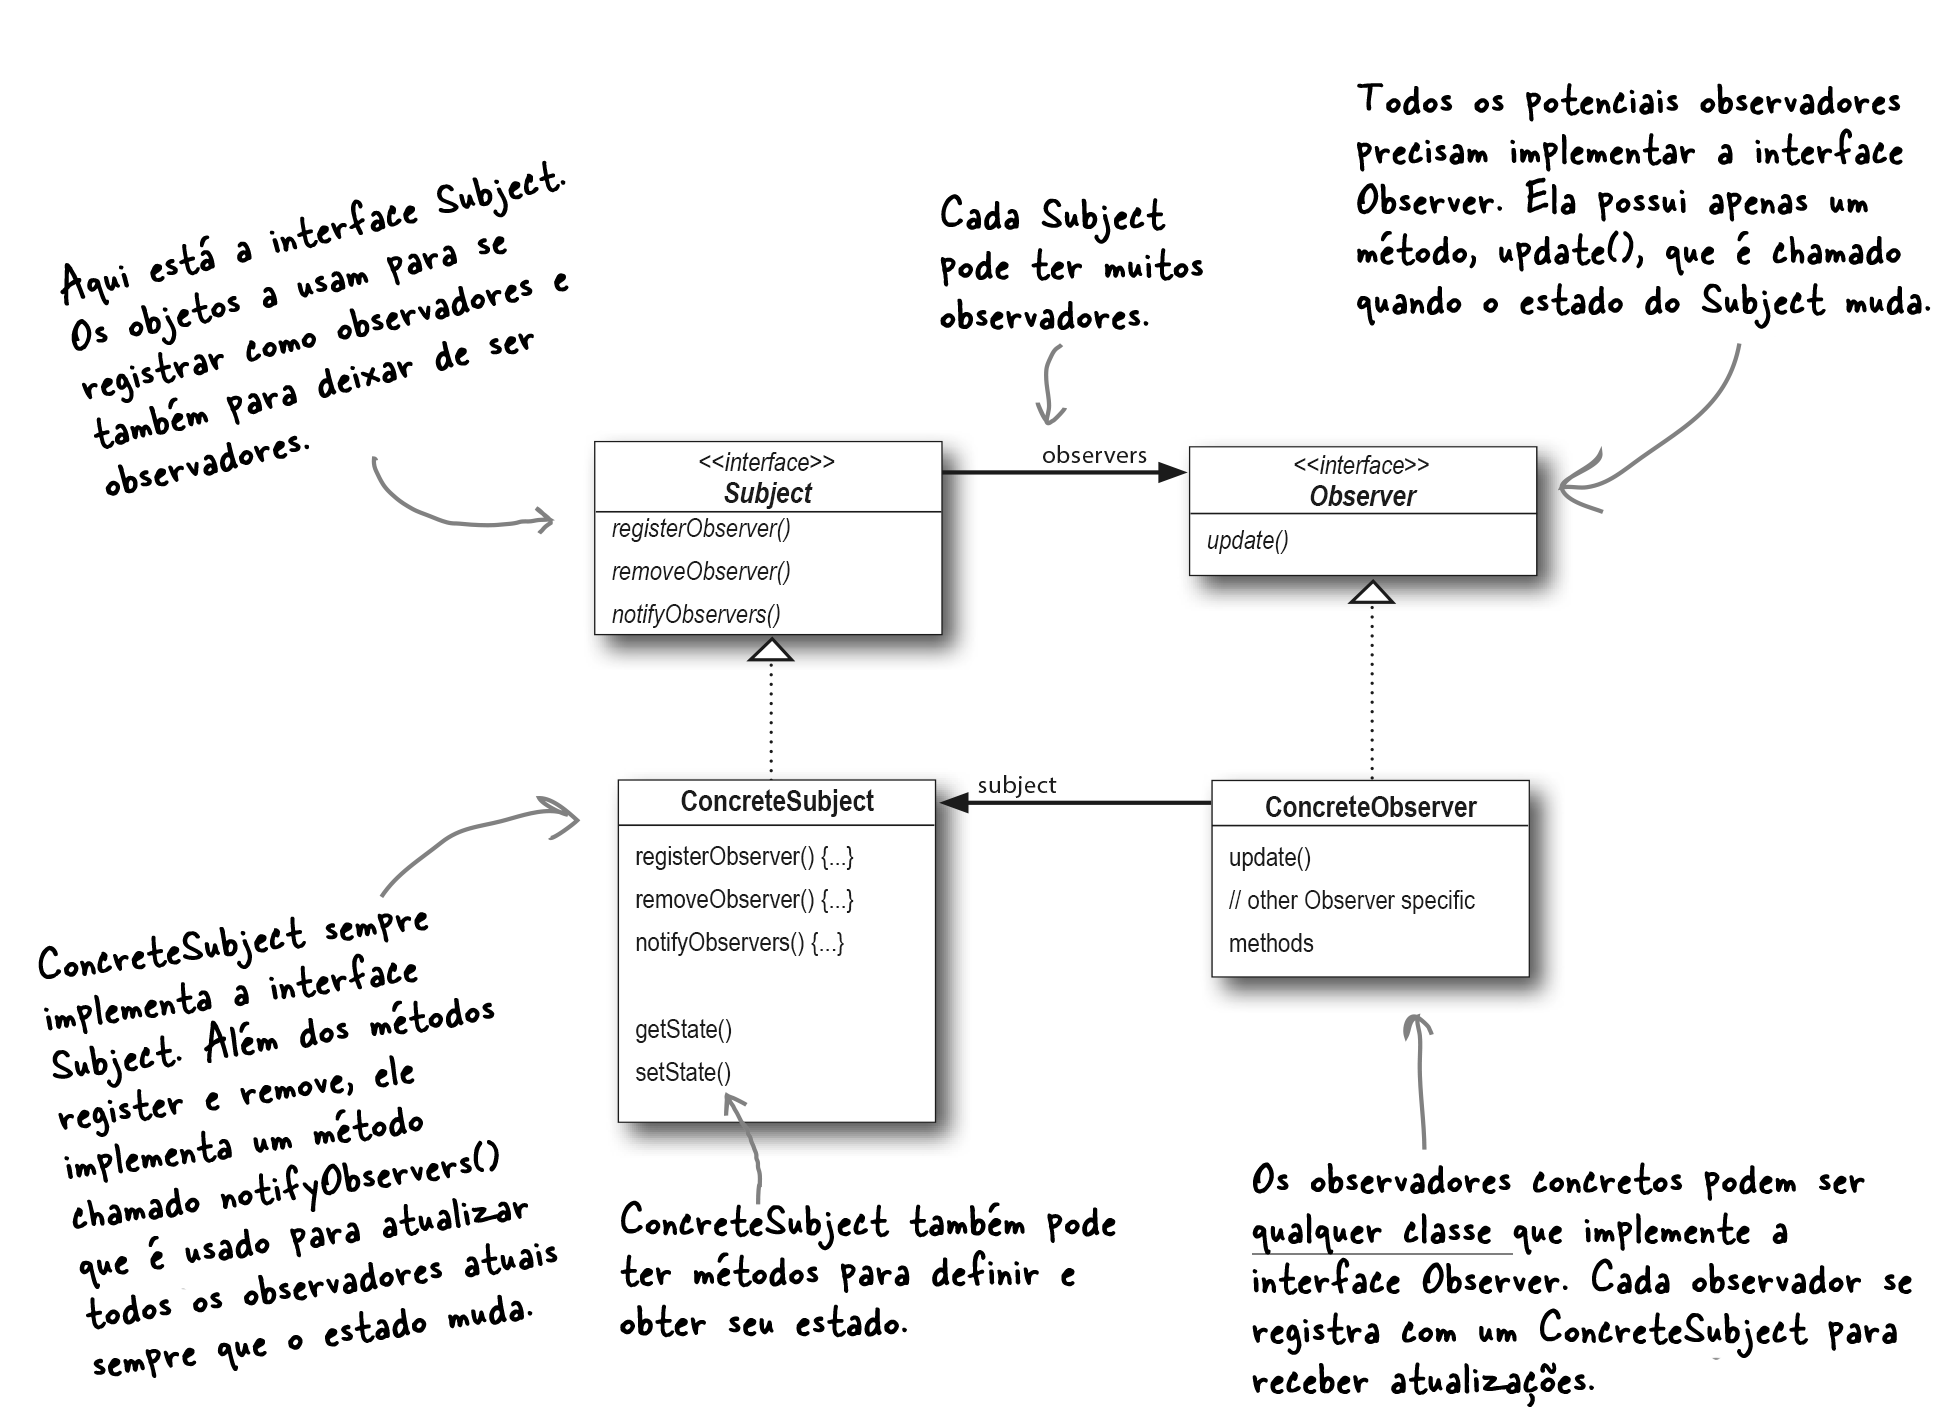 Todos os potenciais observadores
precisam implementar a interface
Observer. Ela possui apenas um
método, update(), que é chamado
quando o estado do Subject muda.
Cada Subject
pode ter muitos
observadores.
Aqui está a interface Subject.
Os objetos a usam para se
registrar como observadores e
também para deixar de ser
observadores.
<<interface>>
Subject
registerObserver()
removeObserver()
notifyObservers()
observers
<<interface>>
Observer
update()
ConcreteSubject
registerObserver() {...}
removeObserver() {...}
notifyObservers() {...}
getState()
setState()
subject
ConcreteObserver
update()
// other Observer specific
methods
ConcreteSubject sempre
implementa a interface
Subject. Além dos métodos
register e remove, ele
implementa um método
chamado notifyObservers()
que é usado para atualizar
todos os observadores atuais
sempre que o estado muda.
ConcreteSubject também pode
ter métodos para definir e
obter seu estado.
Os observadores concretos podem ser
qualquer classe que implemente a
interface Observer. Cada observador se
registra com um ConcreteSubject para
receber atualizações.